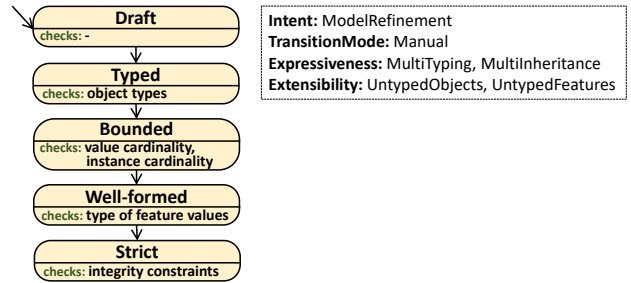 Draft
checks: -
Typed
checks: object types
Bounded
checks: value cardinality,
instance cardinality
Well-formed
checks: type of feature values
Strict
checks: integrity constraints
Intent: ModelRefinement
TransitionMode: Manual
Expressiveness: MultiTyping, MultiInheritance
Extensibility: UntypedObjects, UntypedFeatures